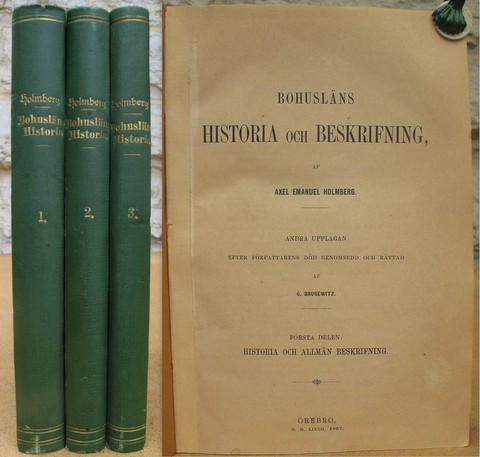 Holmberg
Bohusläns
Historia
1.
Holmberg
Bohusläns
Historia.
2.
Holmberg
Bohusläns
Historia.
3.
BOHUSLÄNS
HISTORIA OCH BESKRIFNING,
AF
AXEL EMANUEL HOLMBERG.
ANDRA UPPLAGAN
EFTER FÖRFATTARENS DÖD GENOMSEDD OCH RÄTTAD
AF
G. BRUSEWITZ.
FÖRSTA DELEN:
HISTORIA OCH ALLMÄN BESKRIFNING.
ÖREBRO,
N. M. LINDH, 1867.